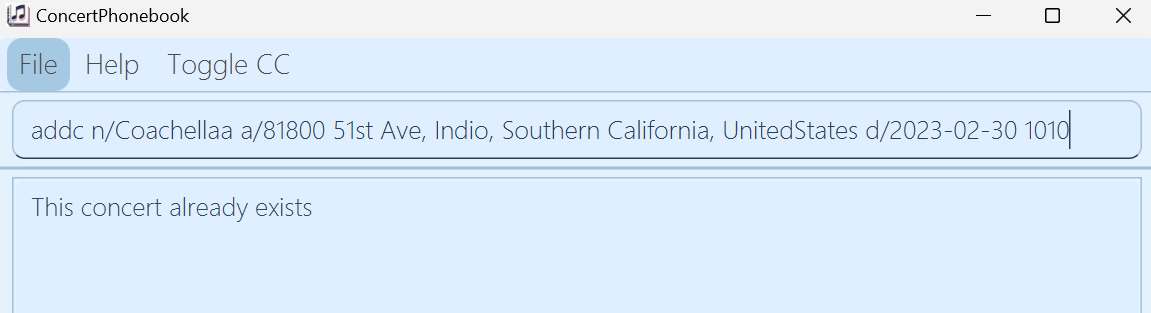 ConcertPhonebook
File Help Toggle CC
addc n/Coachellaa a/81800 51st Ave, Indio, Southern California, UnitedStates d/2023-02-30 1010
This concert already exists